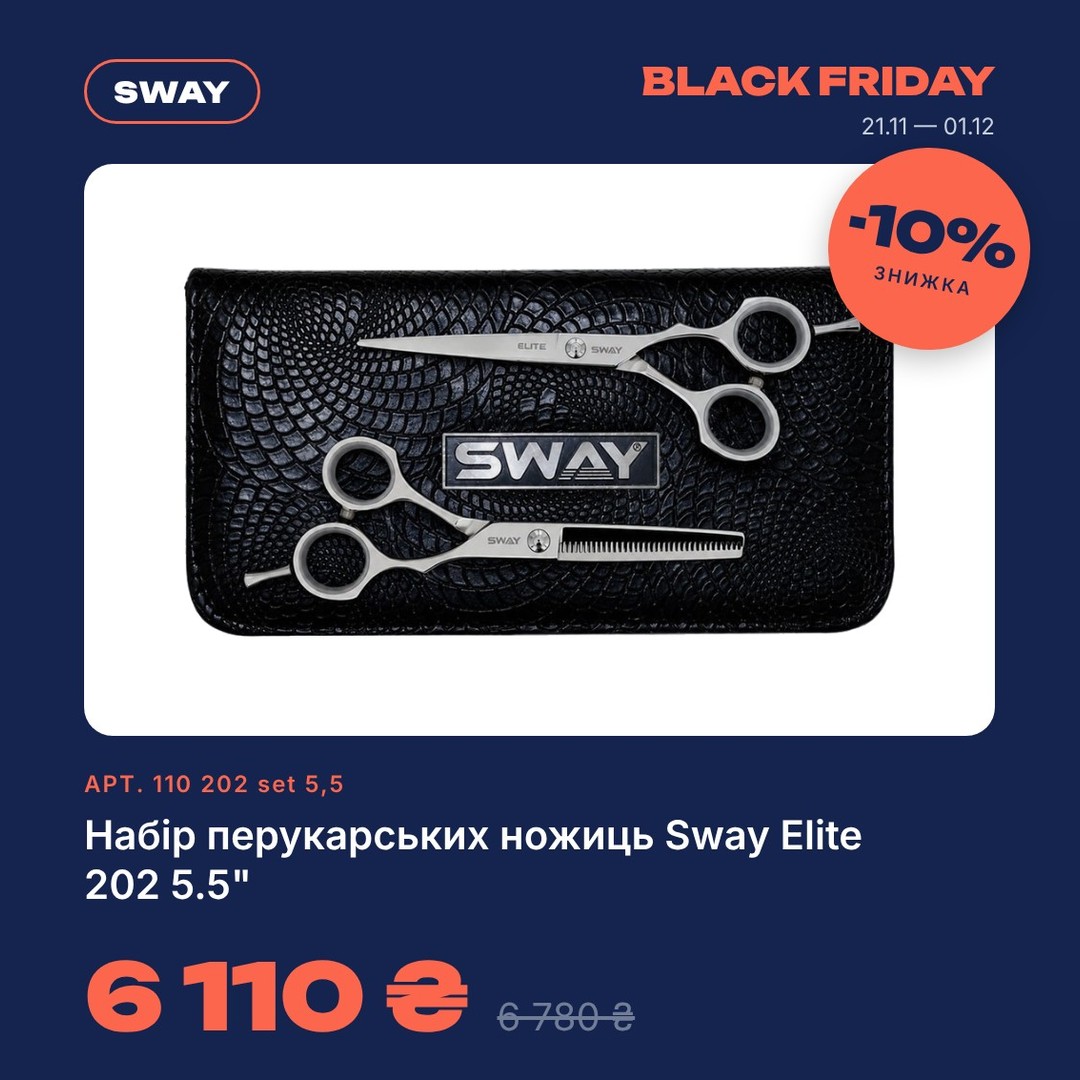 SWAY
BLACK FRIDAY
21.11 — 01.12
-10%
ЗНИЖКА
ELITE SWAY
SWAY®
SWAY
АРТ. 110 202 set 5,5
Набір перукарських ножиць Sway Elite
202 5.5"
6 110 ₴ 6 780 ₴